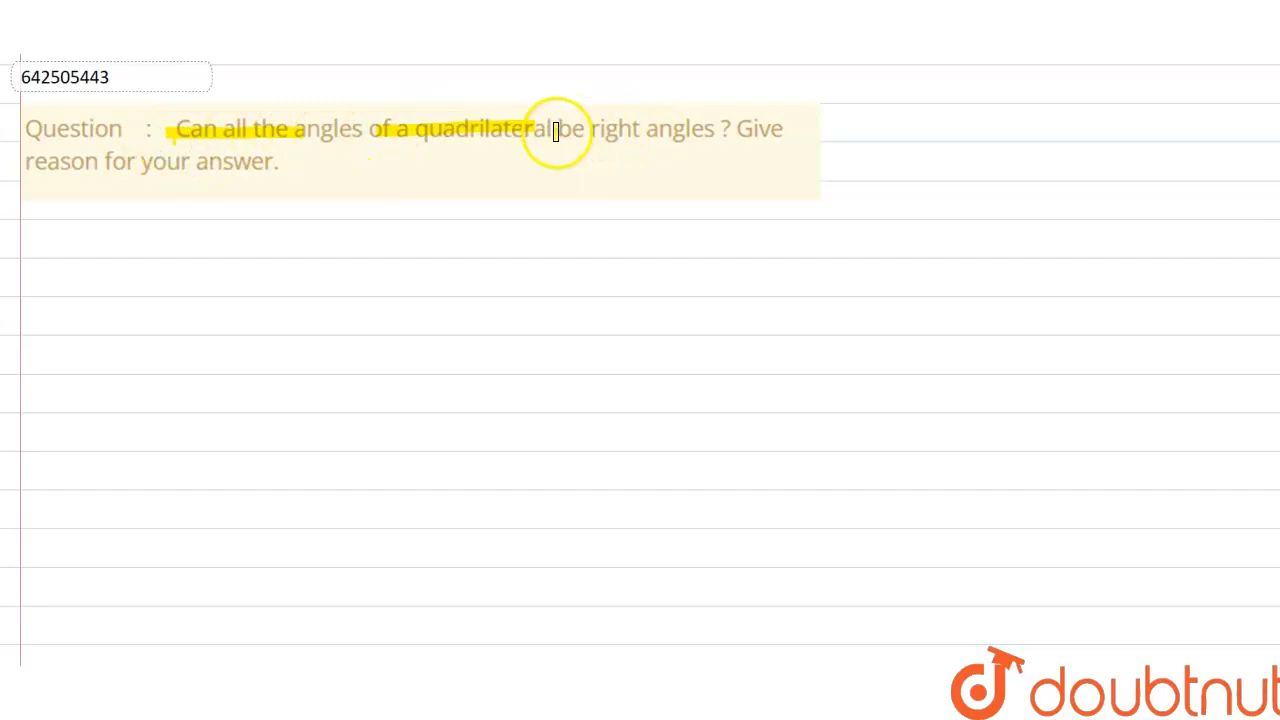 642505443
Question : Can all the angles of a quadrilateral be right angles ? Give
reason for your answer.
doubtnut